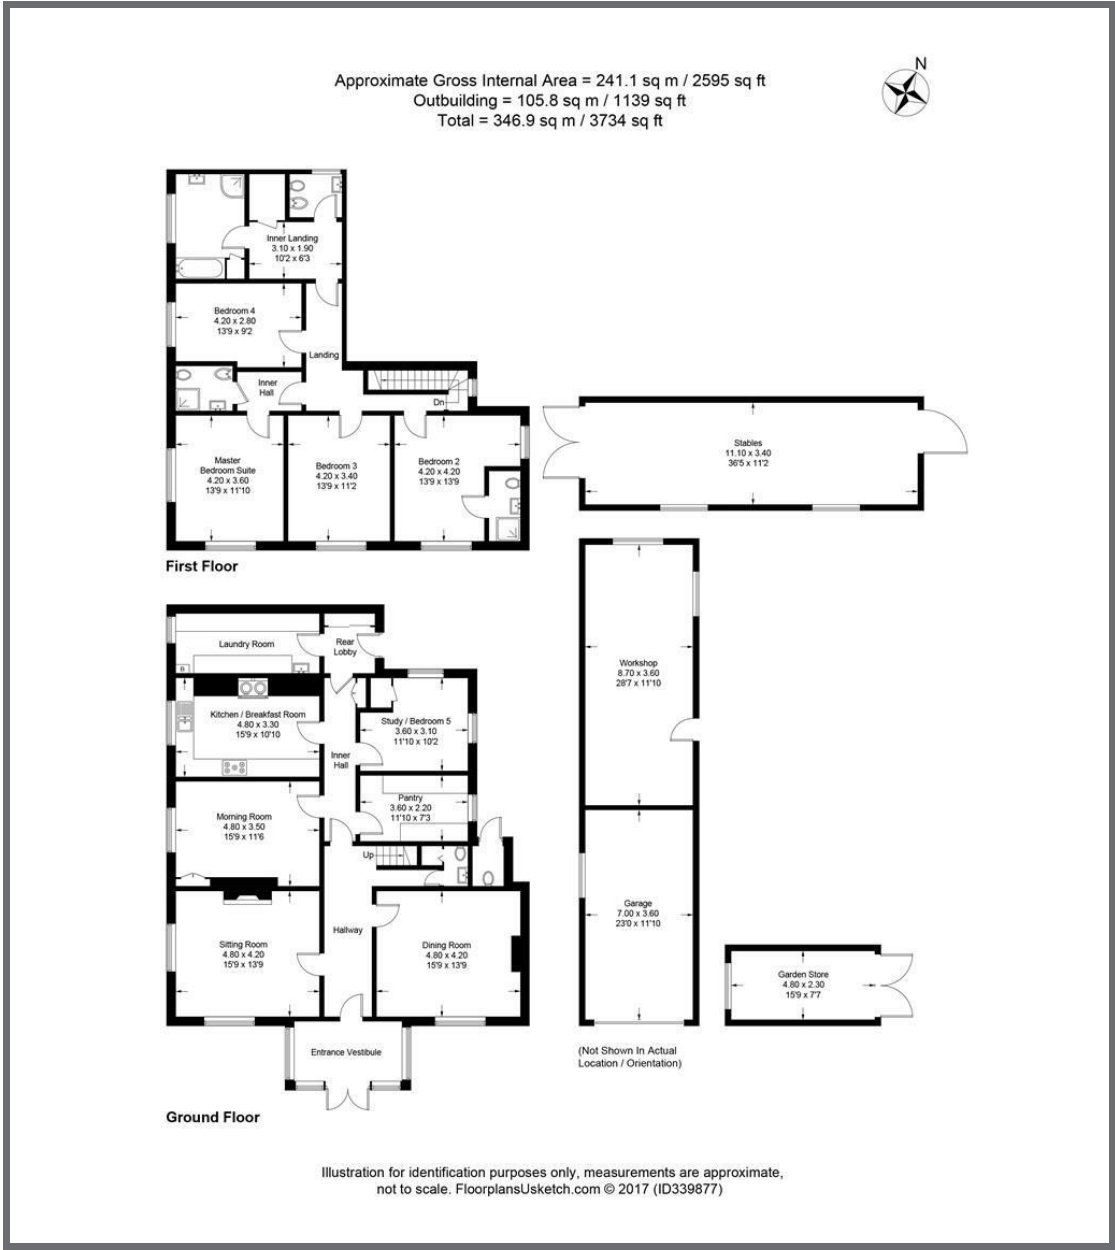 N
Approximate Gross Internal Area = 241.1 sq m / 2595 sq ft
Outbuilding = 105.8 sq m / 1139 sq ft
Total = 346.9 sq m / 3734 sq ft
Inner Landing
3.10 x 1.90
10'2 x 6'3
Bedroom 4
4.20 x 2.80
13'9 x 9'2
Landing
Inner
Hall
Dn
Master
Bedroom Suite
4.20 x 3.60
13'9 x 11'10
Bedroom 3
4.20 x 3.40
13'9 x 11'2
Bedroom 2
4.20 x 4.20
13'9 x 13'9
First Floor
Stables
11.10 x 3.40
36'5 x 11'2
Laundry Room
Rear
Lobby
B
Kitchen / Breakfast Room
4.80 x 3.30
15'9 x 10'10
Study / Bedroom 5
3.60 x 3.10
11'10 x 10'2
Inner
Hall
Pantry
3.60 x 2.20
11'10 x 7'3
Morning Room
4.80 x 3.50
15'9 x 11'6
Up
Hallway
Sitting Room
4.80 x 4.20
15'9 x 13'9
Dining Room
4.80 x 4.20
15'9 x 13'9
Entrance Vestibule
Ground Floor
Workshop
8.70 x 3.60
28'7 x 11'10
Garage
7.00 x 3.60
23'0 x 11'10
Garden Store
4.80 x 2.30
15'9 x 7'7
(Not Shown In Actual
Location / Orientation)
Illustration for identification purposes only, measurements are approximate,
not to scale. FloorplansUsketch.com © 2017 (ID339877)